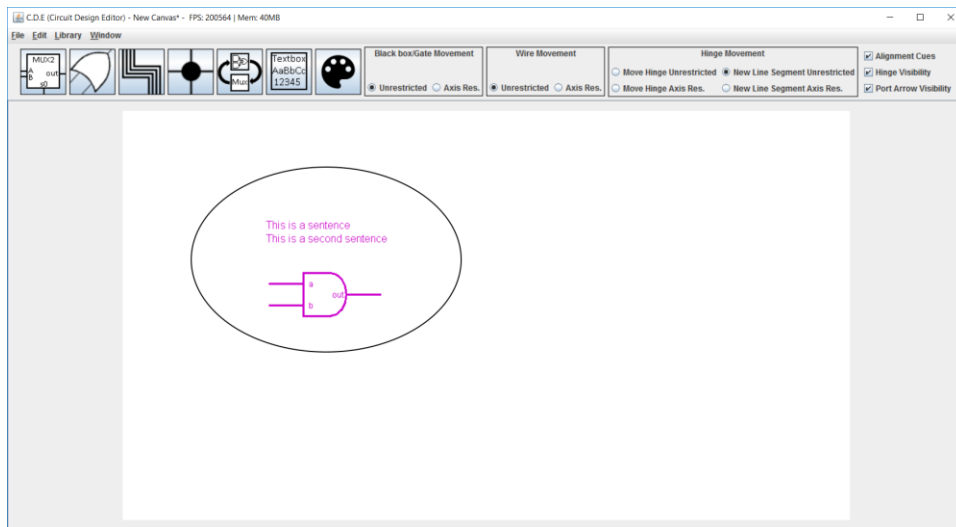 C.D.E (Circuit Design Editor) - New Canvas* - FPS: 200564 | Mem: 40MB
File Edit Library Window
MUX2
A
B
out
s0
Mux
Textbox
AaBbCc
12345
Black box/Gate Movement
Unrestricted Axis Res.
Wire Movement
Unrestricted Axis Res.
Hinge Movement
Move Hinge Unrestricted New Line Segment Unrestricted
Move Hinge Axis Res. New Line Segment Axis Res.
Alignment Cues
Hinge Visibility
Port Arrow Visibility
This is a sentence
This is a second sentence
a
out
b